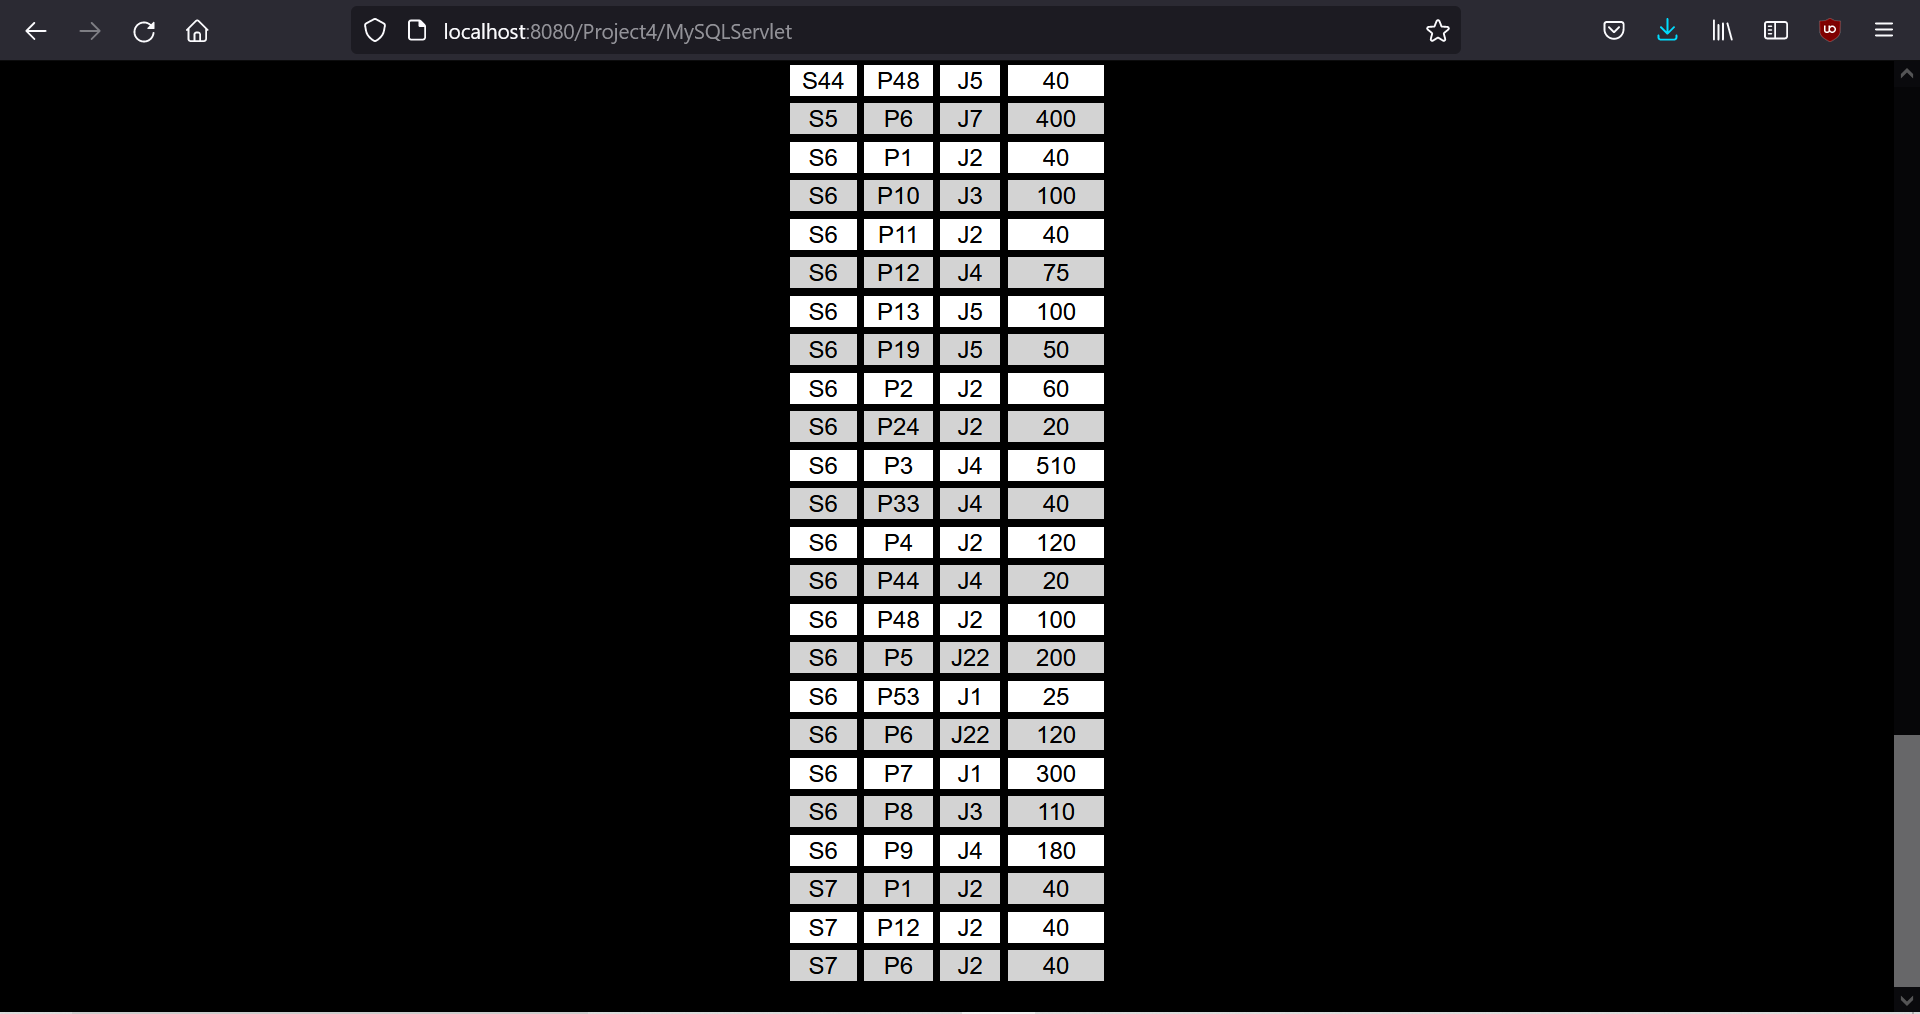 localhost:8080/Project4/MySQLServlet
S44 P48 J5 40
S5 P6 J7 400
S6 P1 J2 40
S6 P10 J3 100
S6 P11 J2 40
S6 P12 J4 75
S6 P13 J5 100
S6 P19 J5 50
S6 P2 J2 60
S6 P24 J2 20
S6 P3 J4 510
S6 P33 J4 40
S6 P4 J2 120
S6 P44 J4 20
S6 P48 J2 100
S6 P5 J22 200
S6 P53 J1 25
S6 P6 J22 120
S6 P7 J1 300
S6 P8 J3 110
S6 P9 J4 180
S7 P1 J2 40
S7 P12 J2 40
S7 P6 J2 40